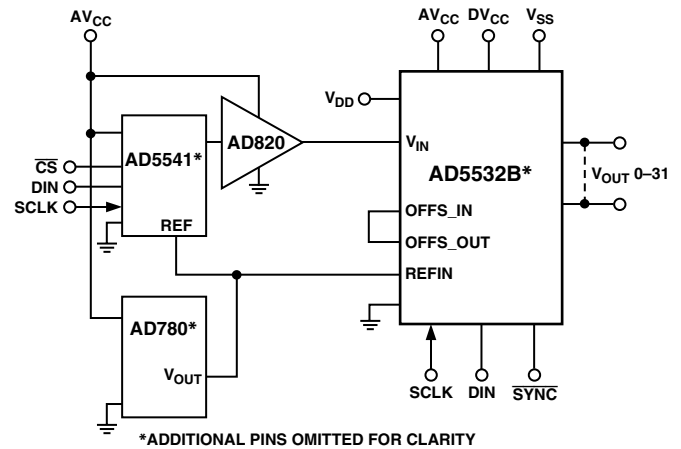 AVCC
AVCC DVCC VSS
VDD
AD5541*
AD820
VIN
AD5532B*
VOUT 0–31
CS
DIN
SCLK
REF
OFFS_IN
OFFS_OUT
REFIN
AD780*
VOUT
SCLK DIN SYNC
*ADDITIONAL PINS OMITTED FOR CLARITY